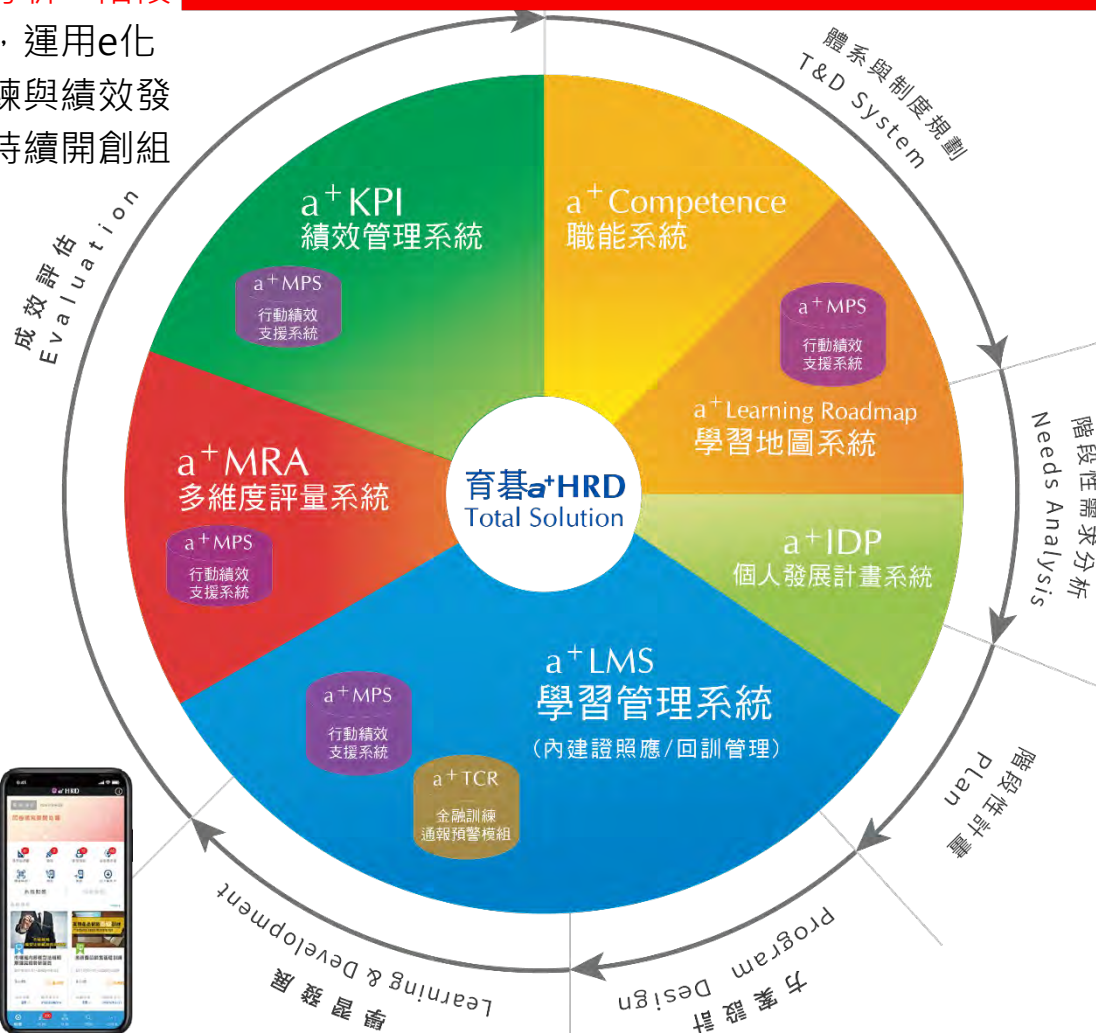 ，運用e化
練與績效發
持續開創組
體系與制度規劃
T&D System
階段性需求分析
Needs Analysis
階段性計畫
Plan
方案設計
Program Design
學習發展
Learning & Development
成效評估
Evaluation
a+KPI
績效管理系統
a+MPS
行動績效
支援系統
a+Competence
職能系統
a+MPS
行動績效
支援系統
a+Learning Roadmap
學習地圖系統
a+MRA
多維度評量系統
a+MPS
行動績效
支援系統
育碁a+HRD
Total Solution
a+IDP
個人發展計畫系統
a+LMS
學習管理系統
(內建證照應/回訓管理)
a+MPS
行動績效
支援系統
a+TCR
金融訓練
通報預警模組
a+HRD